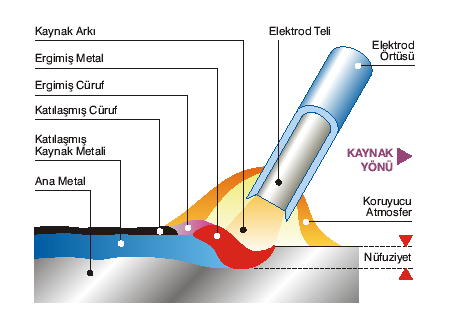 Kaynak Arkı
Ergimiş Metal
Ergimiş Cüruf
Katılaşmış Cüruf
Katılaşmış
Kaynak Metali
Ana Metal
Elektrod Teli
Elektrod
Örtüsü
KAYNAK
YÖNÜ
Koruyucu
Atmosfer
Nüfuziyet